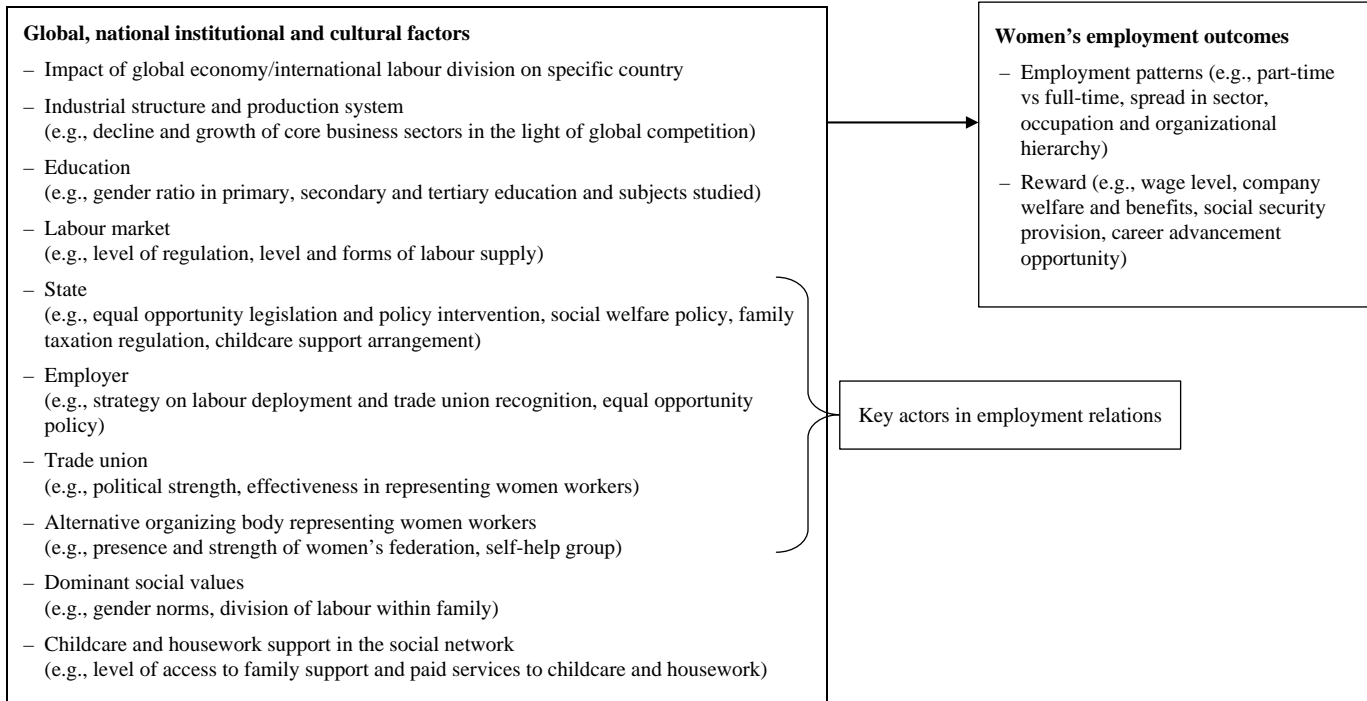 Global, national institutional and cultural factors
– Impact of global economy/international labour division on specific country
– Industrial structure and production system
(e.g., decline and growth of core business sectors in the light of global competition)
– Education
(e.g., gender ratio in primary, secondary and tertiary education and subjects studied)
– Labour market
(e.g., level of regulation, level and forms of labour supply)
– State
(e.g., equal opportunity legislation and policy intervention, social welfare policy, family
taxation regulation, childcare support arrangement)
– Employer
(e.g., strategy on labour deployment and trade union recognition, equal opportunity
policy)
– Trade union
(e.g., political strength, effectiveness in representing women workers)
– Alternative organizing body representing women workers
(e.g., presence and strength of women’s federation, self-help group)
– Dominant social values
(e.g., gender norms, division of labour within family)
– Childcare and housework support in the social network
(e.g., level of access to family support and paid services to childcare and housework)
Key actors in employment relations
Women’s employment outcomes
– Employment patterns (e.g., part-time
vs full-time, spread in sector,
occupation and organizational
hierarchy)
– Reward (e.g., wage level, company
welfare and benefits, social security
provision, career advancement
opportunity)